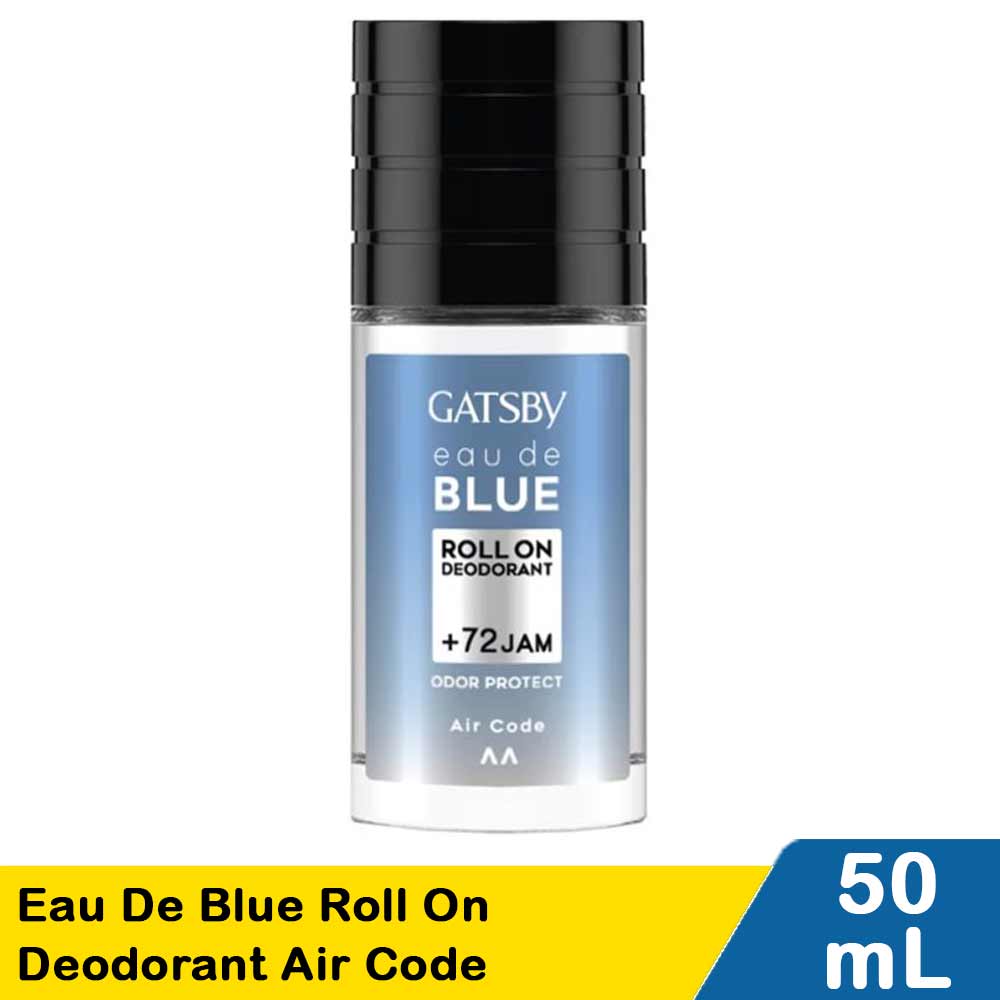 GATSBY
eau de
BLUE
ROLL ON
DEODORANT
+72 JAM
ODOR PROTECT
Air Code
Eau De Blue Roll On
Deodorant Air Code
50
mL